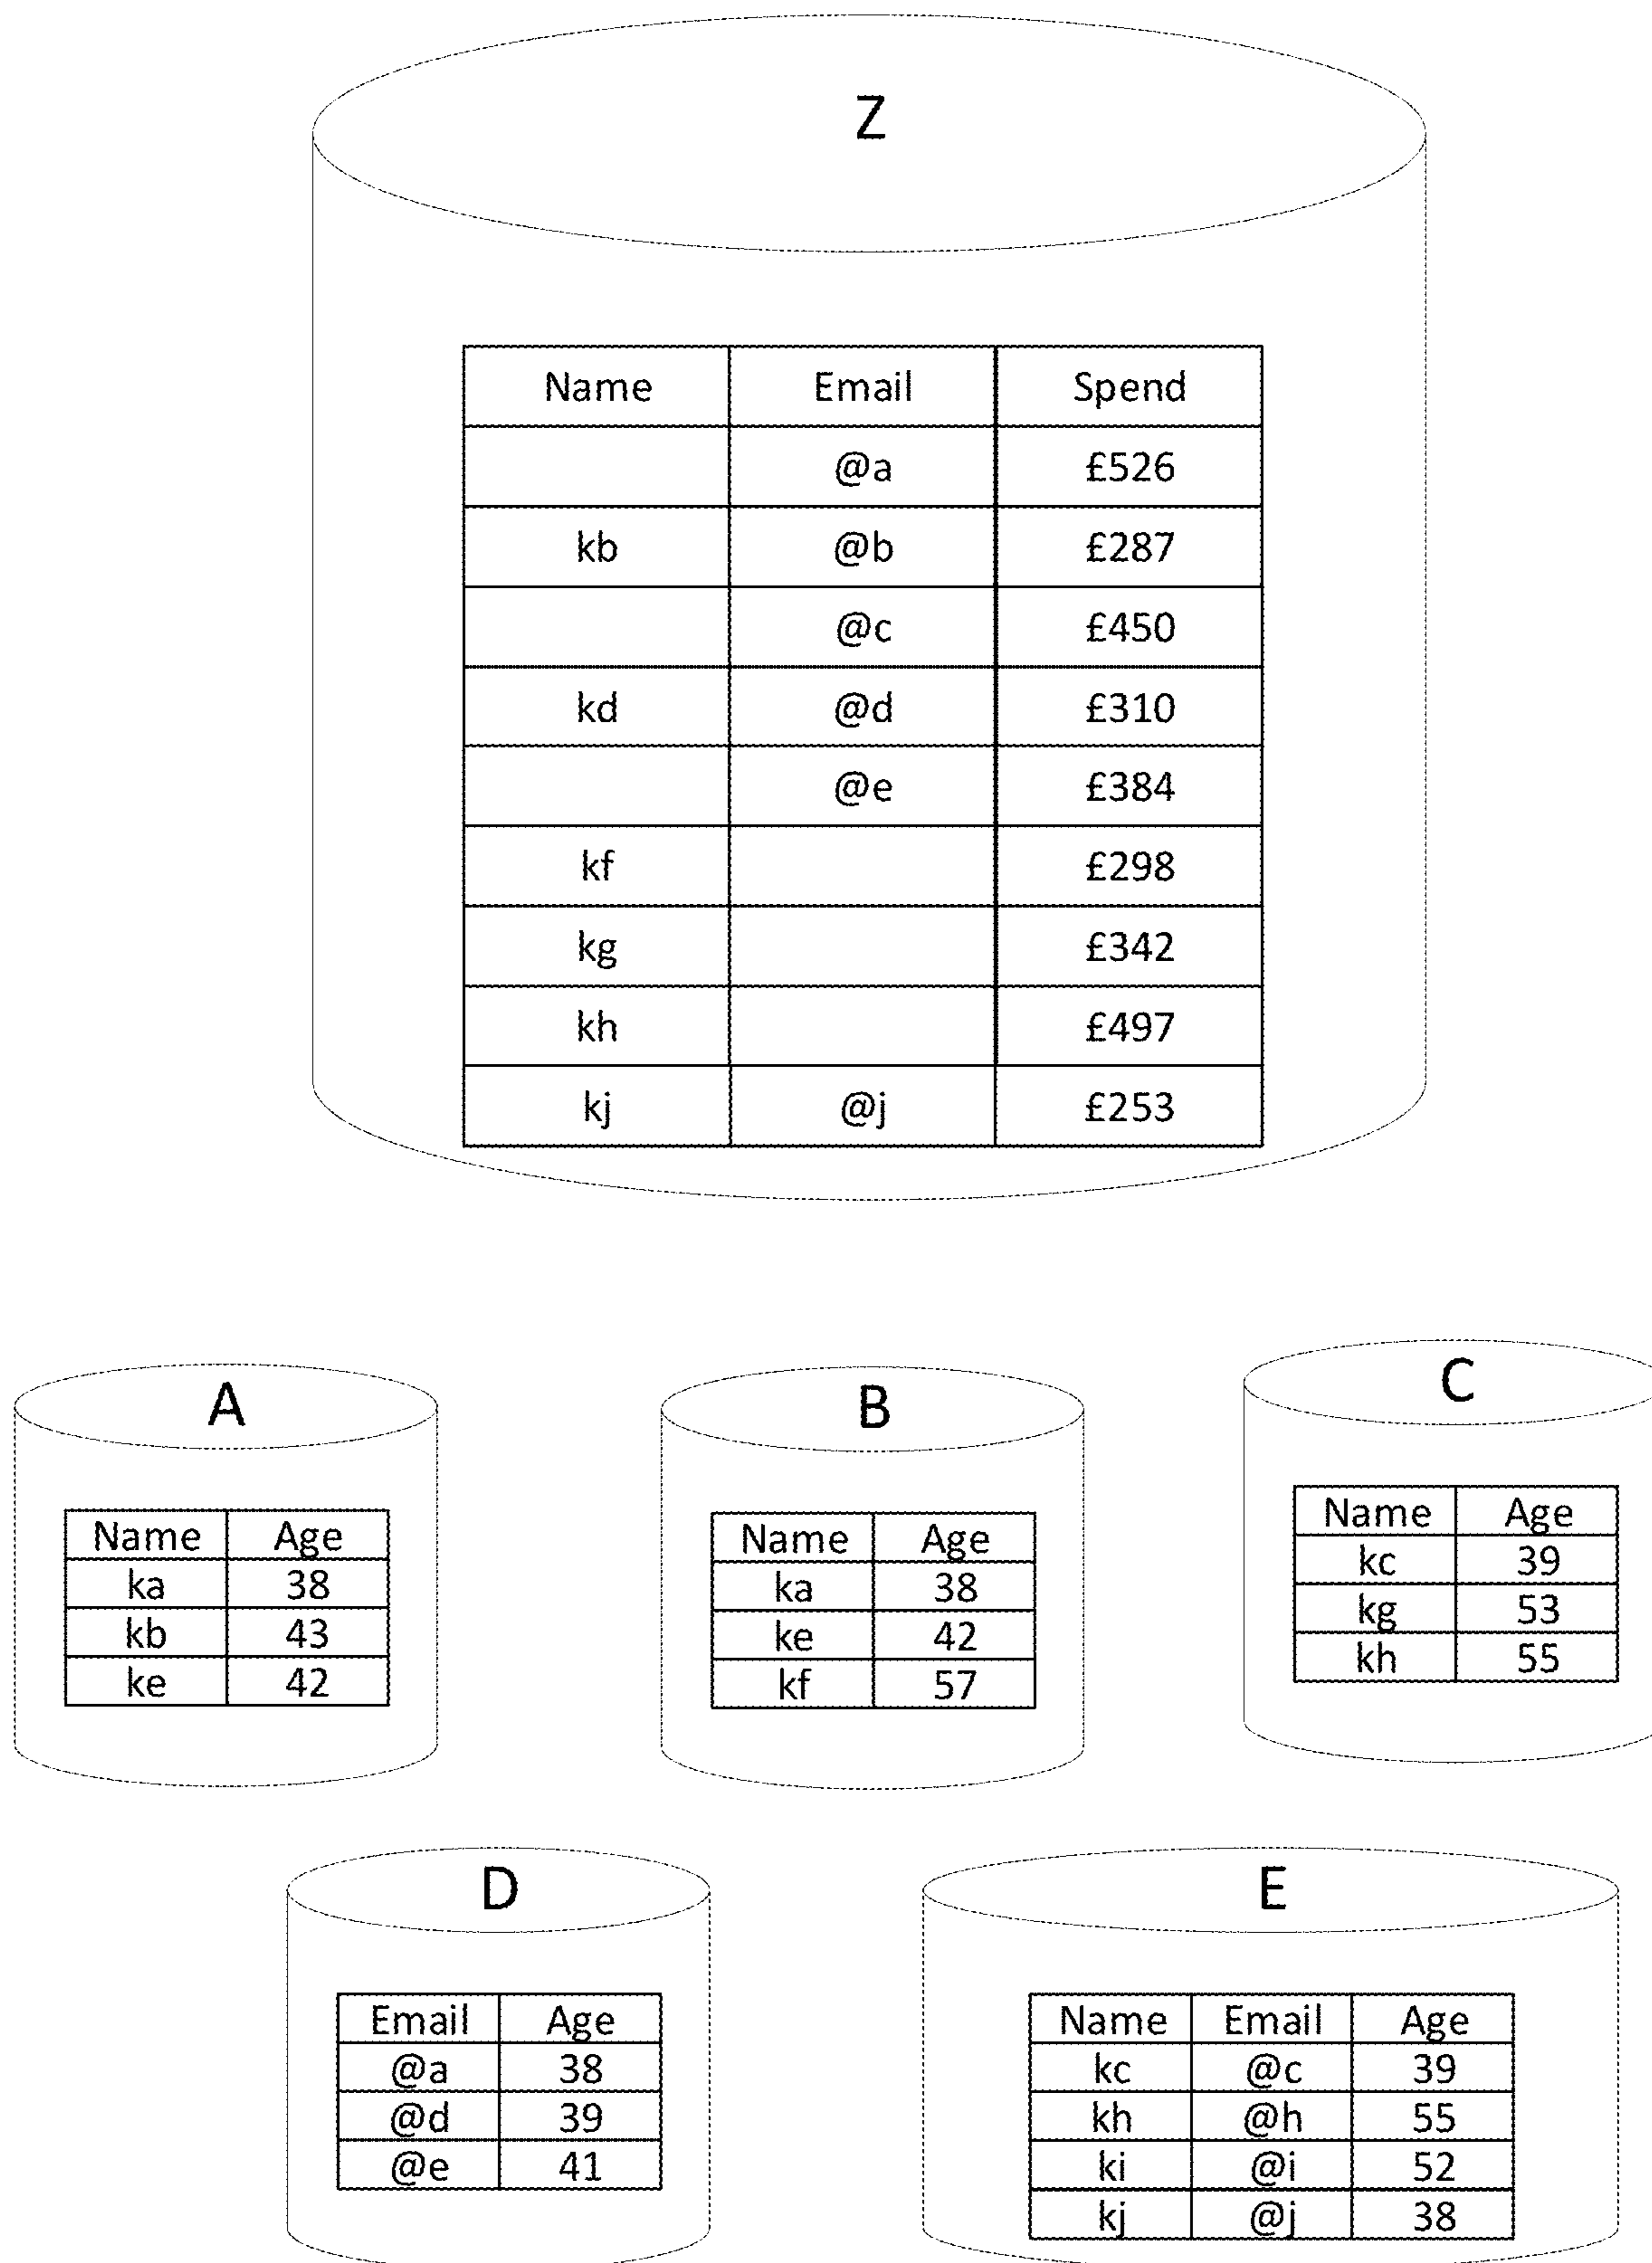 Z
Name Email Spend
@a £526
kb @b £287
@c £450
kd @d £310
@e £384
kf £298
kg £342
kh £497
kj @j £253
A
Name Age
ka 38
kb 43
ke 42
B
Name Age
ka 38
ke 42
kf 57
C
Name Age
kc 39
kg 53
kh 55
D
Email Age
@a 38
@d 39
@e 41
E
Name Email Age
kc @c 39
kh @h 55
ki @i 52
kj @j 38